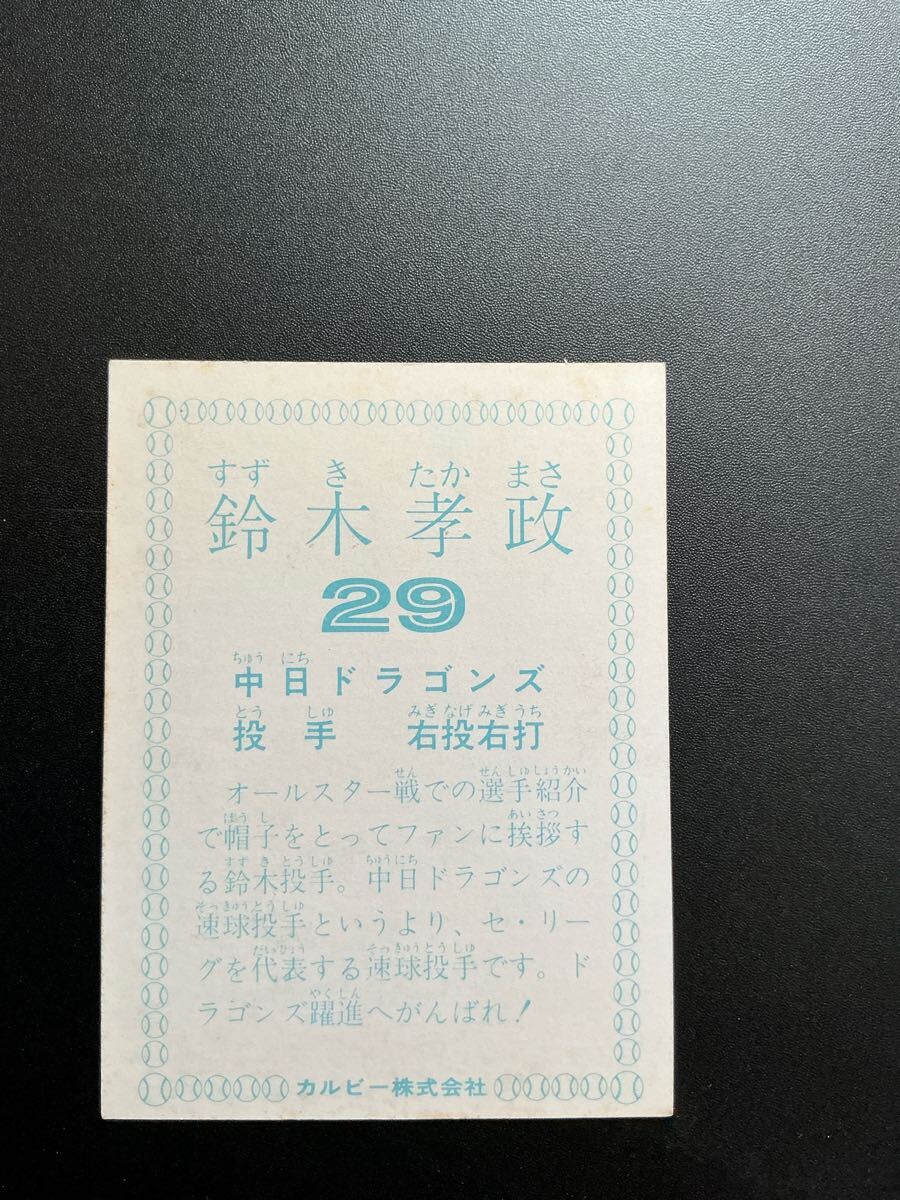 すず き たか まさ
鈴木孝政
29
ちゅう にち
中日ドラゴンズ
とう しゅ みぎ なげ みぎ うち
投手 右投右打
せん せんしゅしょうかい
オールスター戦での選手紹介
ぼうし あいさつ
で帽子をとってファンに挨拶す
すずきとうしゅ ちゅうにち
る鈴木投手。中日ドラゴンズの
そっきゅうとうしゅ
速球投手というより、セ・リー
だいひょう そっきゅうとうしゅ
グを代表する速球投手です。ド
やくしん
ラゴンズ躍進へがんばれ!
カルビー株式会社